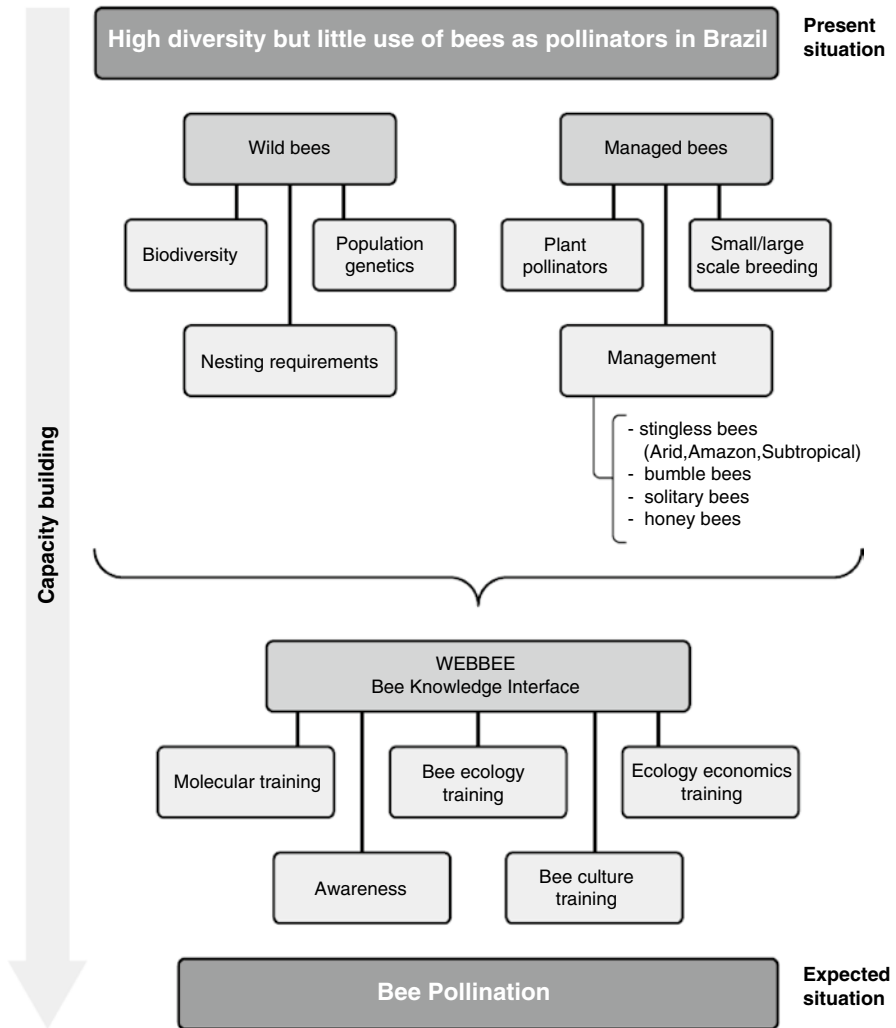 High diversity but little use of bees as pollinators in Brazil
Present
situation
Wild bees
Managed bees
Biodiversity
Population
genetics
Plant
pollinators
Small/large
scale breeding
Nesting requirements
Management
- stingless bees
(Arid,Amazon,Subtropical)
- bumble bees
- solitary bees
- honey bees
Capacity building
WEBBEE
Bee Knowledge Interface
Molecular training
Bee ecology
training
Ecology economics
training
Awareness
Bee culture
training
Bee Pollination
Expected
situation